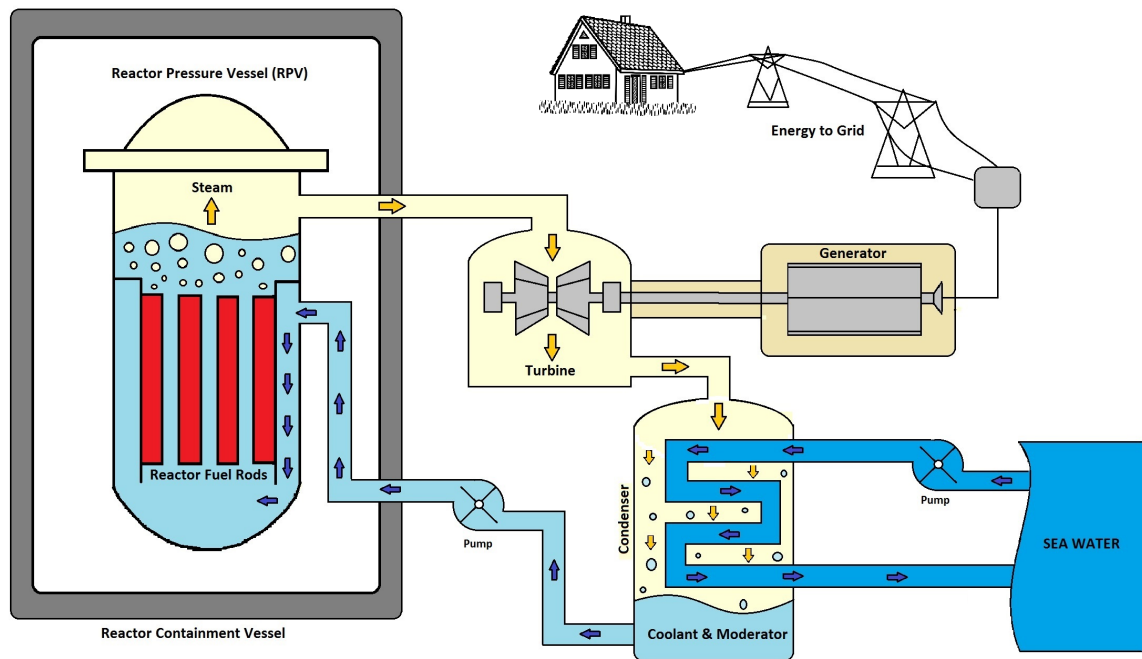 Reactor Pressure Vessel (RPV)
Energy to Grid
Steam
Generator
Turbine
Reactor Fuel Rods
Pump
Condenser
Pump
SEA WATER
Coolant & Moderator
Reactor Containment Vessel